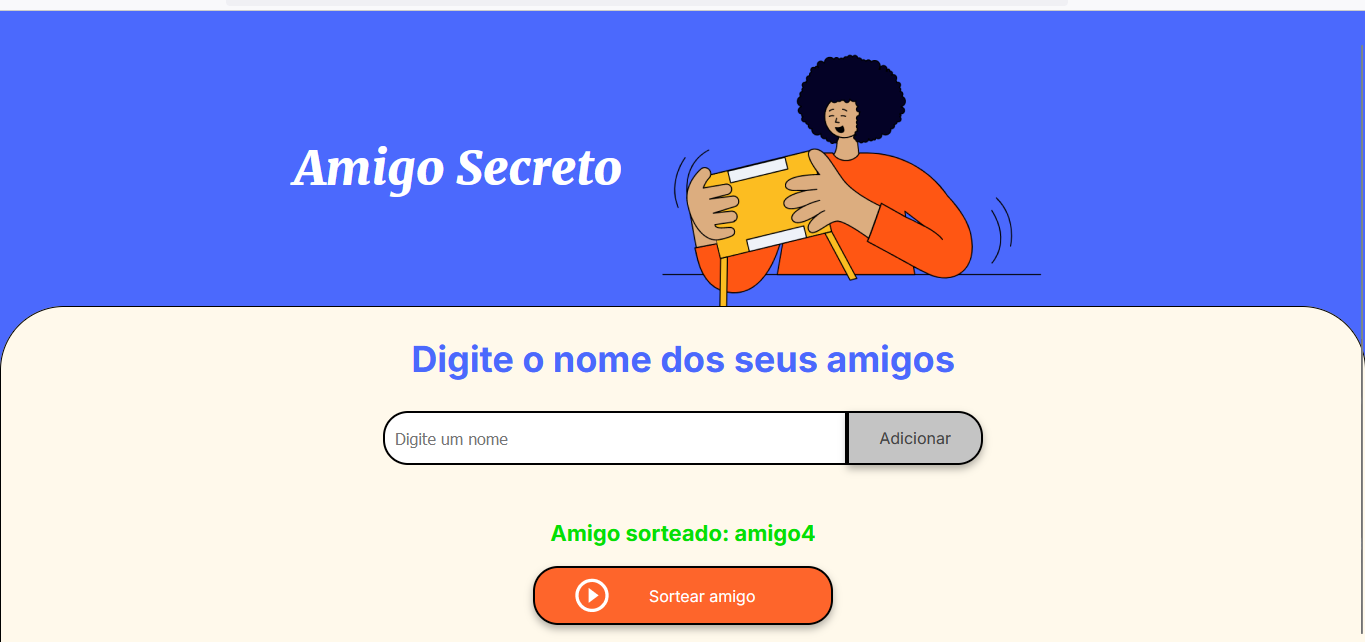 Amigo Secreto
Digite o nome dos seus amigos
Digite um nome
Adicionar
Amigo sorteado: amigo4
Sortear amigo